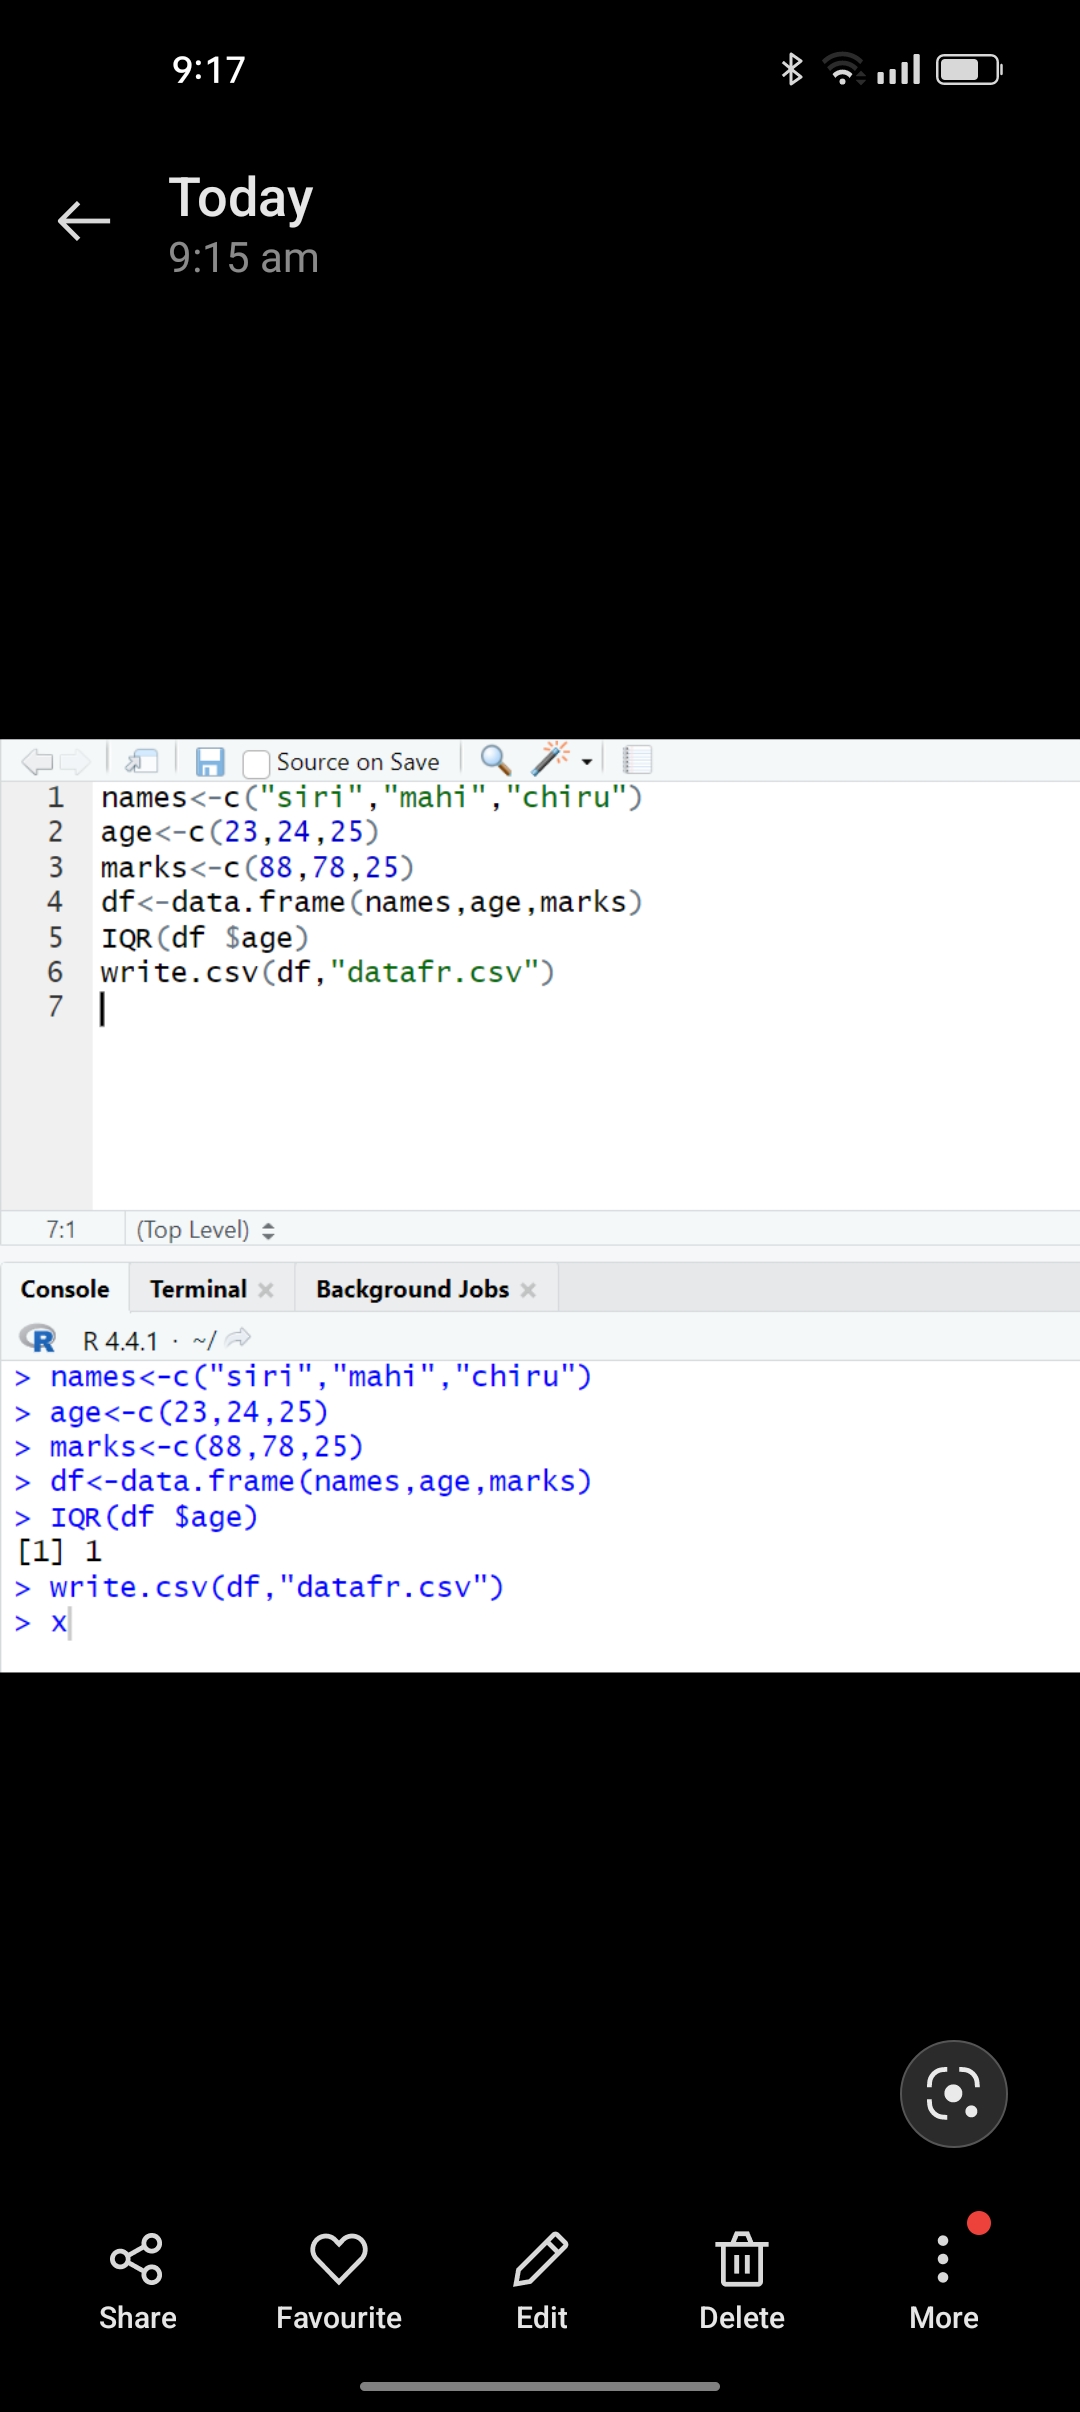 9:17
Today
9:15 am
Source on Save
1 names<-c("siri","mahi","chiru")
2 age<-c(23,24,25)
3 marks<-c(88,78,25)
4 df<-data.frame(names,age,marks)
5 IQR(df $age)
6 write.csv(df,"datafr.csv")
7
7:1 (Top Level)
Console Terminal Background Jobs
R R 4.4.1 · ~/
> names<-c("siri","mahi","chiru")
> age<-c(23,24,25)
> marks<-c(88,78,25)
> df<-data.frame(names,age,marks)
> IQR(df $age)
[1] 1
> write.csv(df,"datafr.csv")
> x
Share Favourite Edit Delete More